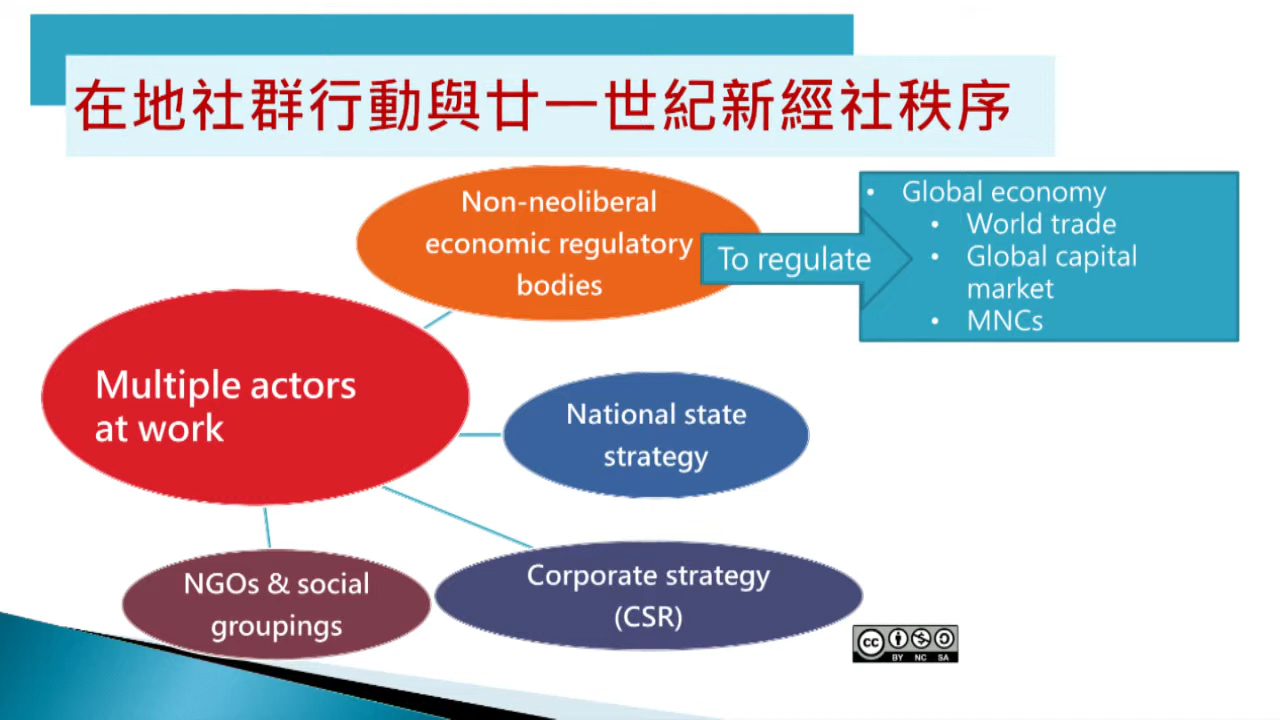 在地社群行動與廿一世紀新經社秩序
Non-neoliberal
economic regulatory
bodies
To regulate
• Global economy
• World trade
• Global capital
market
• MNCs
Multiple actors
at work
National state
strategy
Corporate strategy
(CSR)
NGOs & social
groupings
cc
BY NC SA